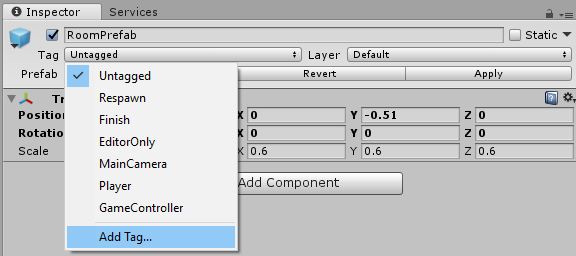 Inspector Services
RoomPrefab Static
Tag Untagged Layer Default
Prefab Revert Apply
Untagged
Respawn
Finish
EditorOnly
MainCamera
Player
GameController
Add Tag...
Tr
Position X 0 Y -0.51 Z 0
Rotatio X 0 Y 0 Z 0
Scale X 0.6 Y 0.6 Z 0.6
Add Component